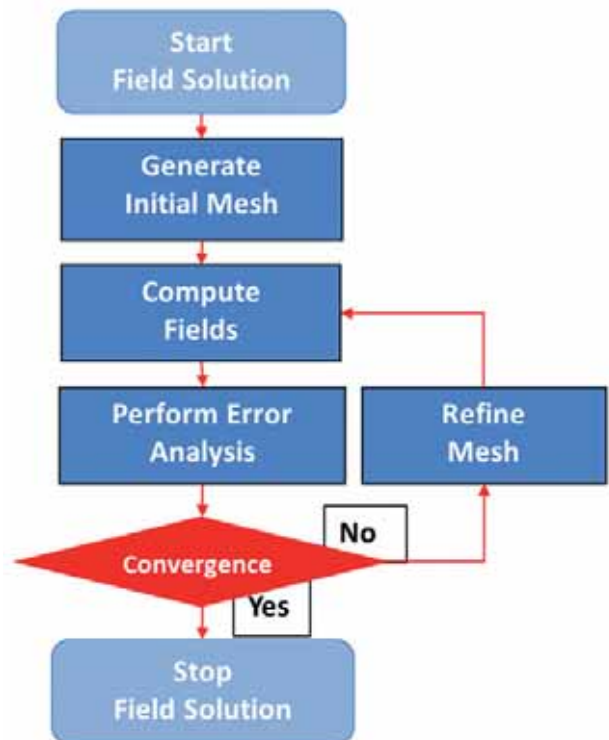 Start
Field Solution
Generate
Initial Mesh
Compute
Fields
Perform Error
Analysis
Refine
Mesh
No
Convergence
Yes
Stop
Field Solution